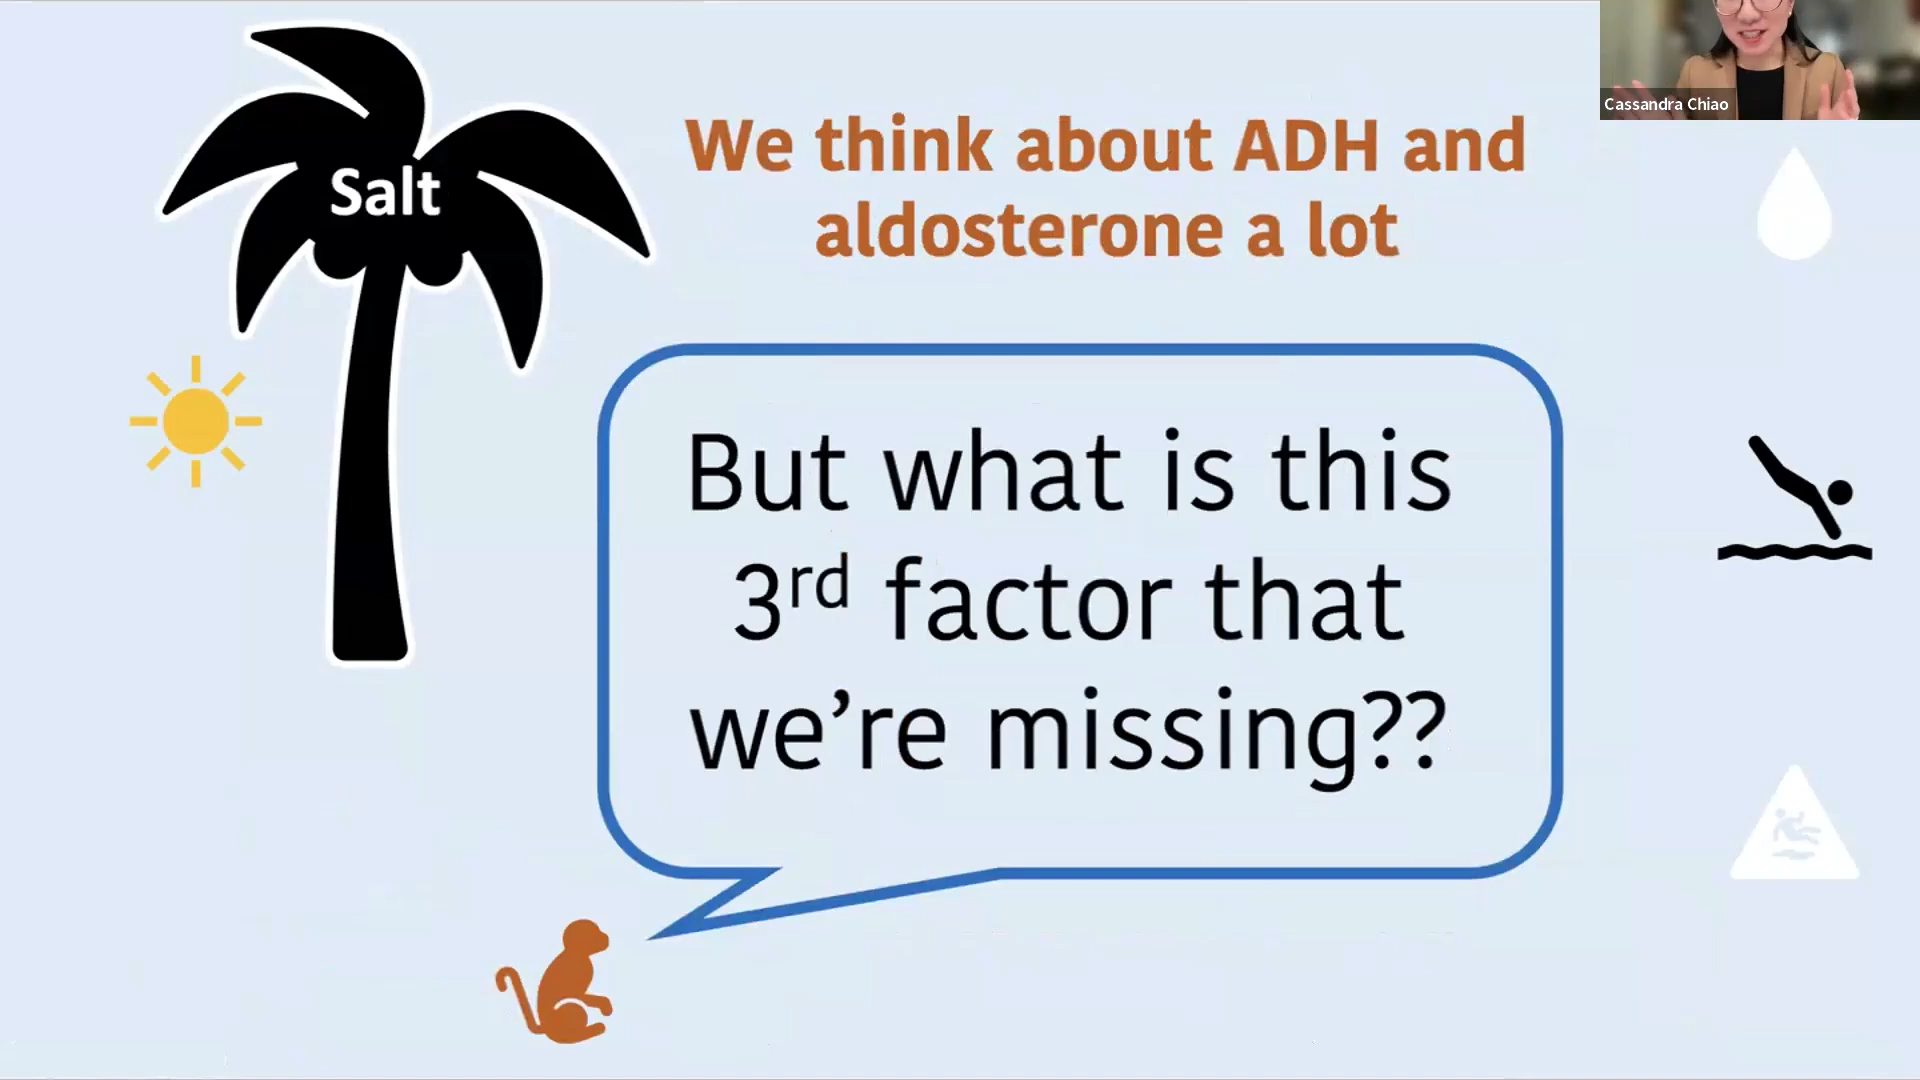 Cassandra Chiao
Salt
We think about ADH and
aldosterone a lot
But what is this
3rd factor that
we’re missing??